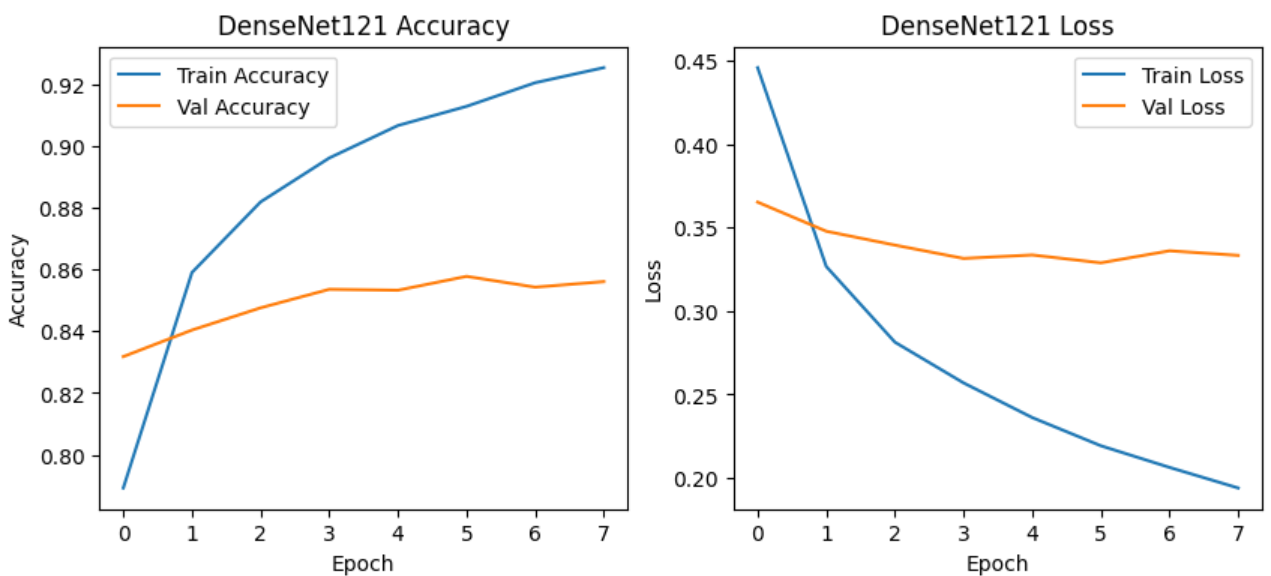 DenseNet121 Accuracy
Train Accuracy
Val Accuracy
0.92
0.90
0.88
0.86
0.84
0.82
0.80
Accuracy
0 1 2 3 4 5 6 7
Epoch
DenseNet121 Loss
Train Loss
Val Loss
0.45
0.40
0.35
0.30
0.25
0.20
Loss
0 1 2 3 4 5 6 7
Epoch